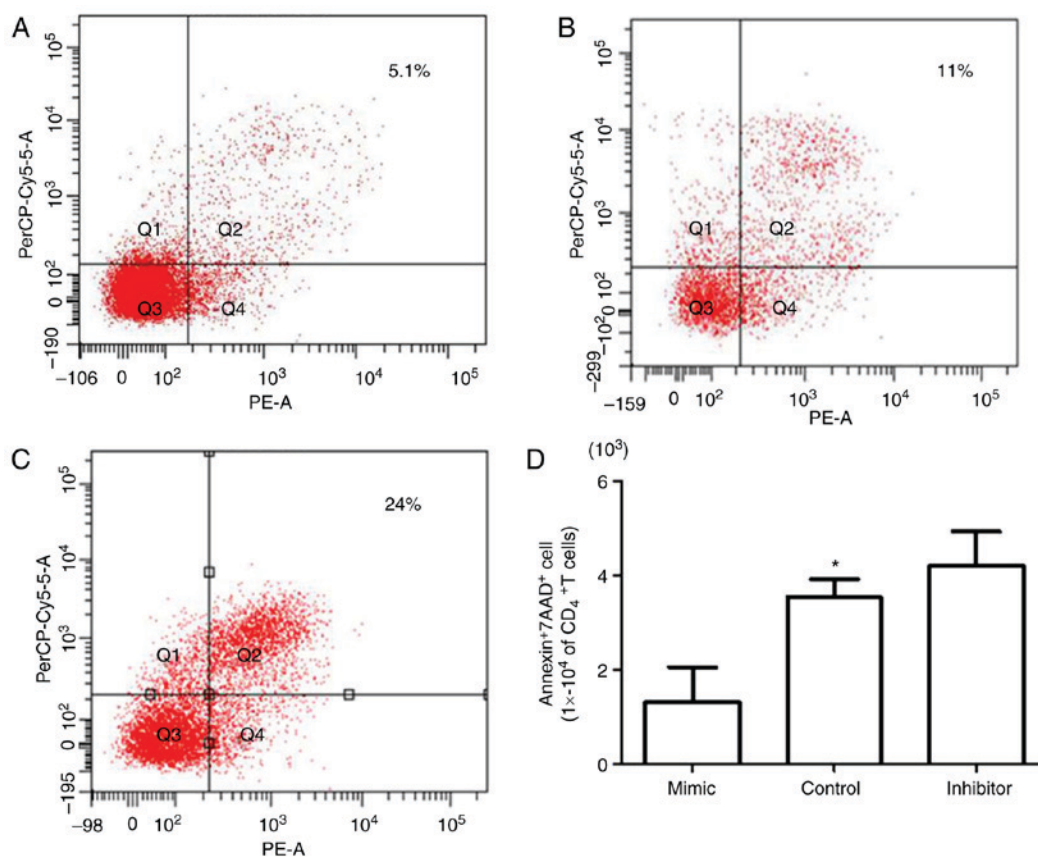 A
5.1%
PerCP-Cy5-5-A
10^5
10^4
10^3
10^2
0
-190
Q1
Q2
Q3
Q4
-106
0
10^2
10^3
10^4
10^5
PE-A
B
11%
PerCP-Cy5-5-A
10^5
10^4
10^3
10^2
0
-10^2
-299
Q1
Q2
Q3
Q4
-159
0
10^2
10^3
10^4
10^5
PE-A
C
24%
PerCP-Cy5-5-A
10^5
10^4
10^3
10^2
0
-195
Q1
Q2
Q3
Q4
-98
0
10^2
10^3
10^4
10^5
PE-A
D
(10³)
Annexin⁺7AAD⁺ cell
(1×-10⁴ of CD₄ ⁺T cells)
6
4
2
0
*
Mimic
Control
Inhibitor